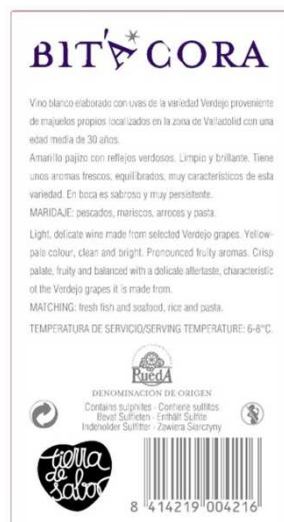 BITÁCORA
Vino blanco elaborado con uvas de la variedad Verdejo proveniente
de majuelos propios localizados en la zona de Valladolid con una
edad media de 30 años.
Amarillo pajizo con reflejos verdosos. Limpio y brillante. Tiene
unos aromas frescos, equilibrados, muy característicos de esta
variedad. En boca es sabroso y muy persistente.
MARIDAJE: pescados, mariscos, arroces y pasta.
Light, delicate wine made from selected Verdejo grapes. Yellow-
pale colour, clean and bright. Pronounced fruity aromas. Crisp
palate, fruity and balanced with a delicate aftertaste, characteristic
of the Verdejo grapes it is made from.
MATCHING: fresh fish and seafood, rice and pasta.
TEMPERATURA DE SERVICIO/SERVING TEMPERATURE: 6-8°C.
RuedA
DENOMINACIÓN DE ORIGEN
Contains sulphites - Contiene sulfitos
Bevat Sulfieten - Enthält Sulfite
Indeholder Sulfitter - Zawiera Siarczyny
tierra
de
sabor
8 414219 004216